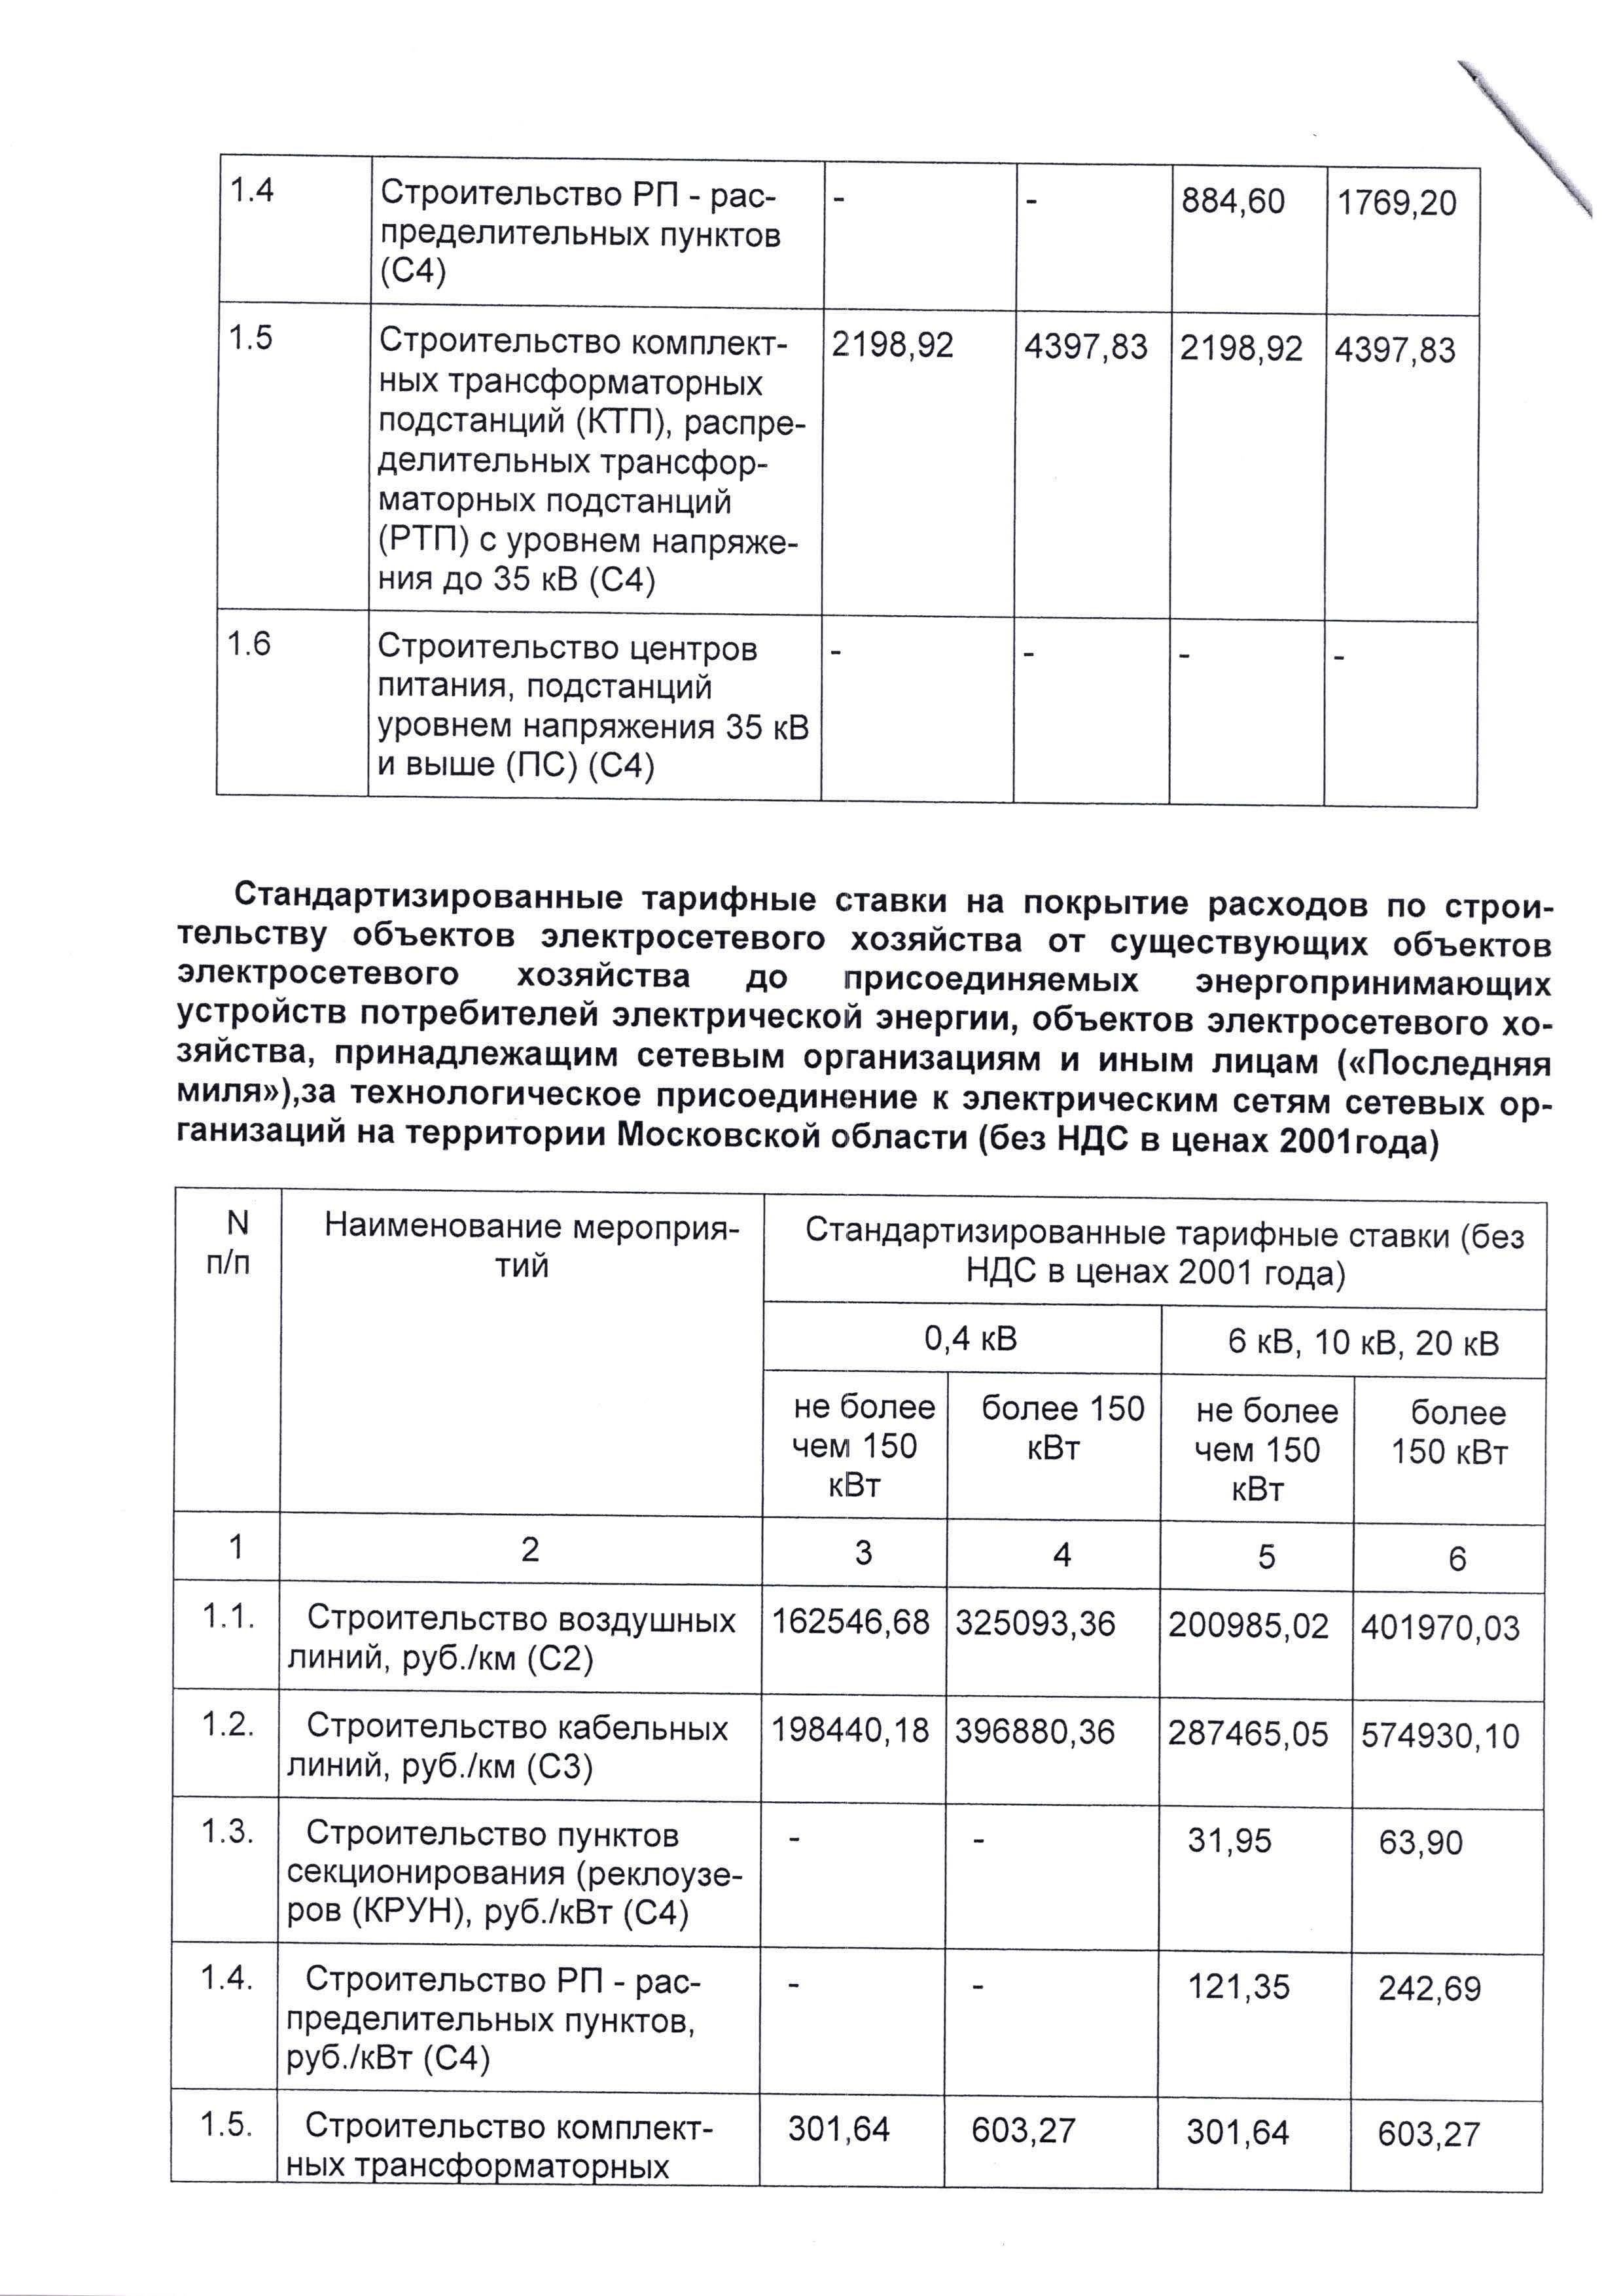 1.4 Строительство РП - рас- - - 884,60 1769,20
пределительных пунктов
(С4)
1.5 Строительство комплект- 2198,92 4397,83 2198,92 4397,83
ных трансформаторных
подстанций (КТП), распре-
делительных трансфор-
маторных подстанций
(РТП) с уровнем напряже-
ния до 35 кВ (С4)
1.6 Строительство центров - - - -
питания, подстанций
уровнем напряжения 35 кВ
и выше (ПС) (С4)
Стандартизированные тарифные ставки на покрытие расходов по строи-
тельству объектов электросетевого хозяйства от существующих объектов
электросетевого хозяйства до присоединяемых энергопринимающих
устройств потребителей электрической энергии, объектов электросетевого хо-
зяйства, принадлежащим сетевым организациям и иным лицам («Последняя
миля»),за технологическое присоединение к электрическим сетям сетевых ор-
ганизаций на территории Московской области (без НДС в ценах 2001года)
N Наименование мероприя- Стандартизированные тарифные ставки (без
п/п тий НДС в ценах 2001 года)
0,4 кВ 6 кВ, 10 кВ, 20 кВ
не более более 150 не более более
чем 150 кВт чем 150 150 кВт
кВт кВт
1 2 3 4 5 6
1.1. Строительство воздушных 162546,68 325093,36 200985,02 401970,03
линий, руб./км (С2)
1.2. Строительство кабельных 198440,18 396880,36 287465,05 574930,10
линий, руб./км (С3)
1.3. Строительство пунктов - - 31,95 63,90
секционирования (реклоузе-
ров (КРУН), руб./кВт (С4)
1.4. Строительство РП - рас- - - 121,35 242,69
пределительных пунктов,
руб./кВт (С4)
1.5. Строительство комплект- 301,64 603,27 301,64 603,27
ных трансформаторных